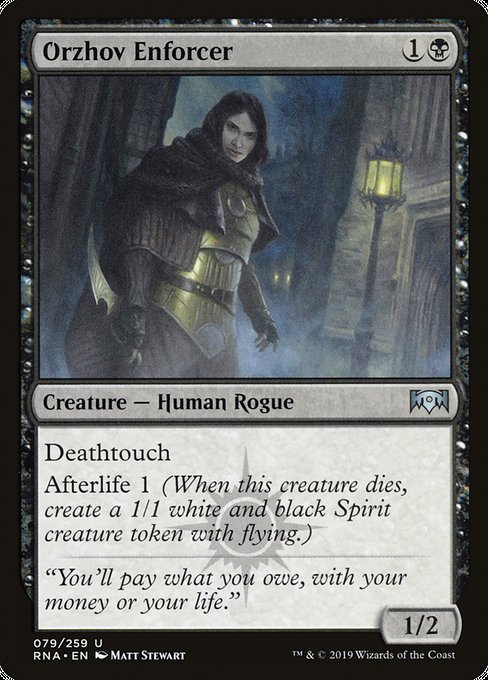 Orzhov Enforcer 1
Creature — Human Rogue
Deathtouch
Afterlife 1 (When this creature dies,
create a 1/1 white and black Spirit
creature token with flying.)
“You’ll pay what you owe, with your
money or your life.”
1/2
079/259 U
RNA • EN Matt Stewart
™ & © 2019 Wizards of the Coast